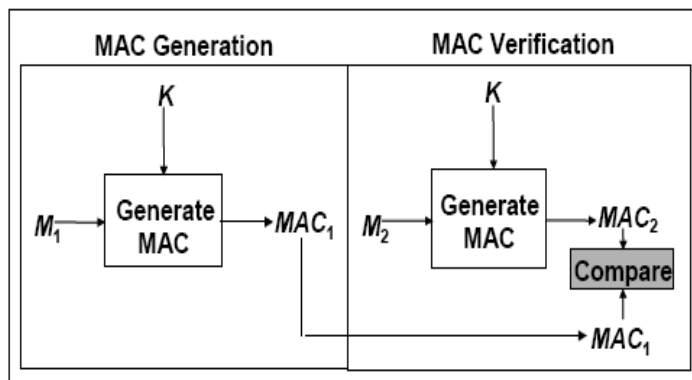 MAC Generation
K
M₁
Generate
MAC
MAC₁
MAC Verification
K
M₂
Generate
MAC
MAC₂
Compare
MAC₁